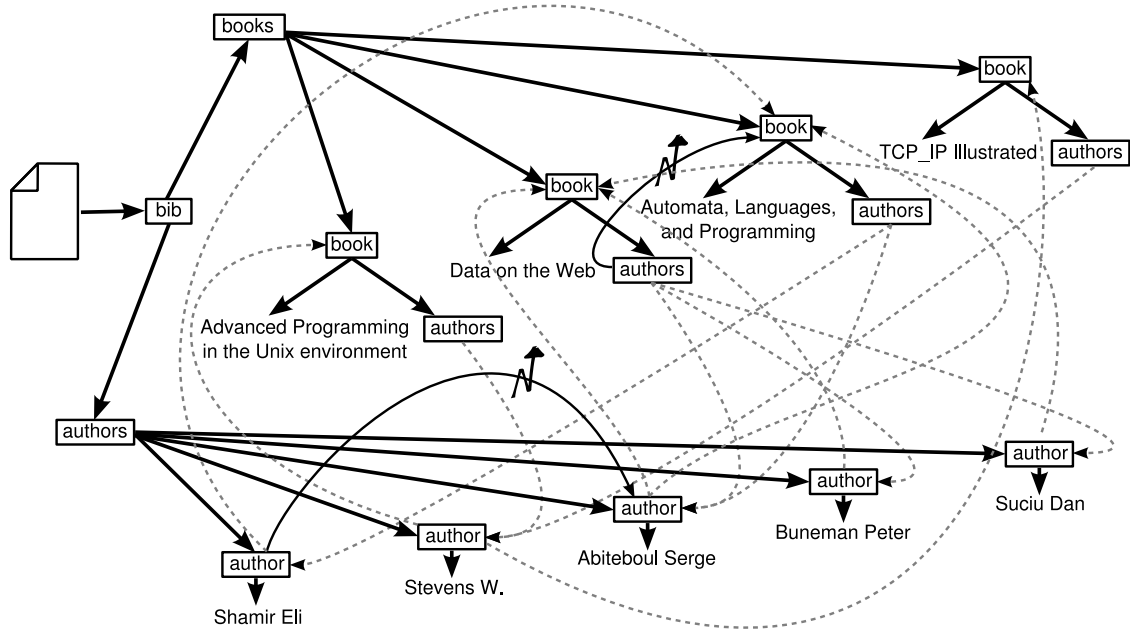 books
book
book
TCP_IP Illustrated
authors
N
book
Automata, Languages,
and Programming
authors
bib
book
Data on the Web
authors
Advanced Programming
in the Unix environment
authors
N
authors
author
Suciu Dan
author
Buneman Peter
author
Abiteboul Serge
author
Stevens W.
author
Shamir Eli